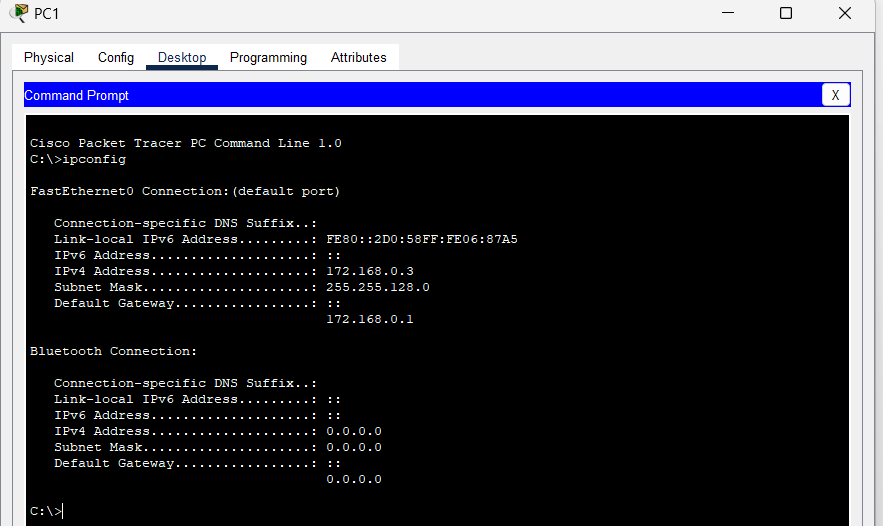 PC1
Physical Config Desktop Programming Attributes
Command Prompt
X
Cisco Packet Tracer PC Command Line 1.0
C:\>ipconfig
FastEthernet0 Connection:(default port)
Connection-specific DNS Suffix..:
Link-local IPv6 Address.........: FE80::2D0:58FF:FE06:87A5
IPv6 Address....................: ::
IPv4 Address....................: 172.168.0.3
Subnet Mask.....................: 255.255.128.0
Default Gateway.................: ::
172.168.0.1
Bluetooth Connection:
Connection-specific DNS Suffix..:
Link-local IPv6 Address.........: ::
IPv6 Address....................: ::
IPv4 Address....................: 0.0.0.0
Subnet Mask.....................: 0.0.0.0
Default Gateway.................: ::
0.0.0.0
C:\>